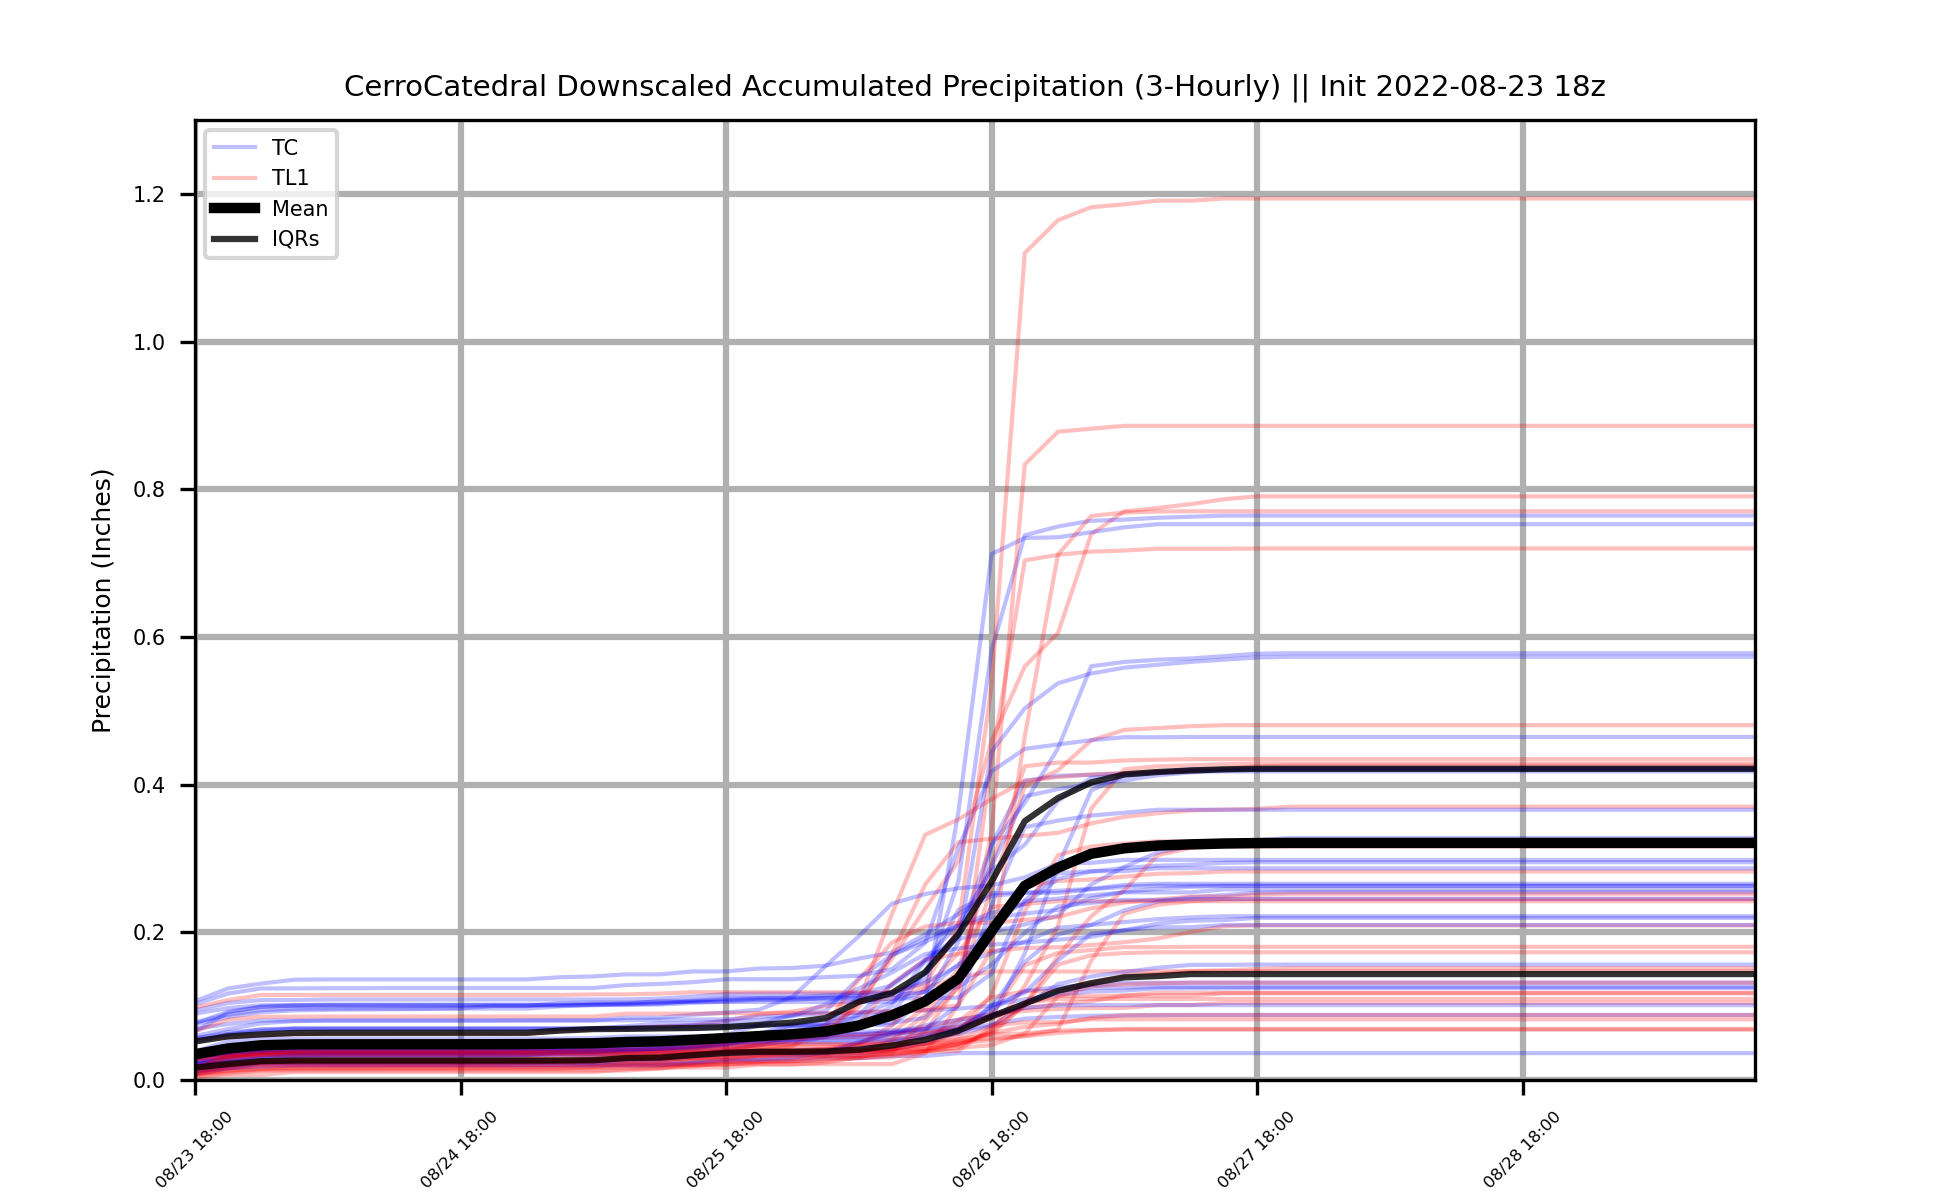 CerroCatedral Downscaled Accumulated Precipitation (3-Hourly) || Init 2022-08-23 18z
TC
TL1
Mean
IQRs
Precipitation (Inches)
1.2
1.0
0.8
0.6
0.4
0.2
0.0
08/23 18:00
08/24 18:00
08/25 18:00
08/26 18:00
08/27 18:00
08/28 18:00